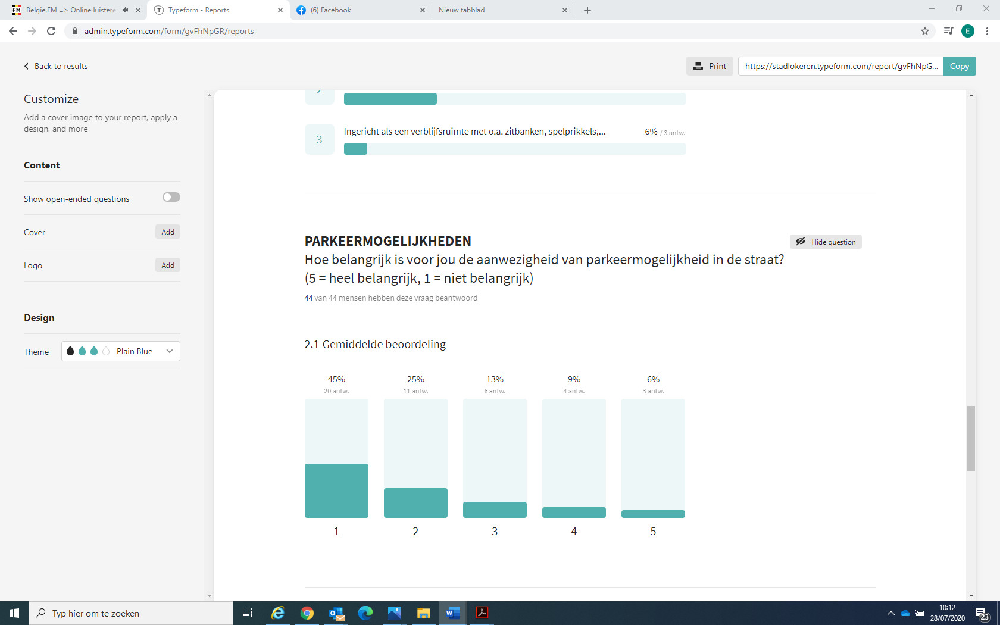 Belgie.FM => Online luistere
Typeform - Reports
(6) Facebook
Nieuw tabblad
admin.typeform.com/form/gvFhNpGR/reports
E
Back to results
Print
https://stadlokeren.typeform.com/report/gvFhNpG...
Copy
Customize
Add a cover image to your report, apply a
design, and more
Content
Show open-ended questions
Cover
Add
Logo
Add
Design
Theme
Plain Blue
2
3
Ingericht als een verblijfsruimte met o.a. zitbanken, spelprikkels,...
6% / 3 antw.
PARKEERMOGELIJKHEDEN
Hide question
Hoe belangrijk is voor jou de aanwezigheid van parkeermogelijkheid in de straat?
(5 = heel belangrijk, 1 = niet belangrijk)
44 van 44 mensen hebben deze vraag beantwoord
2.1 Gemiddelde beoordeling
45% 25% 13% 9% 6%
20 antw. 11 antw. 6 antw. 4 antw. 3 antw.
1 2 3 4 5
Typ hier om te zoeken
10:12
28/07/2020
23